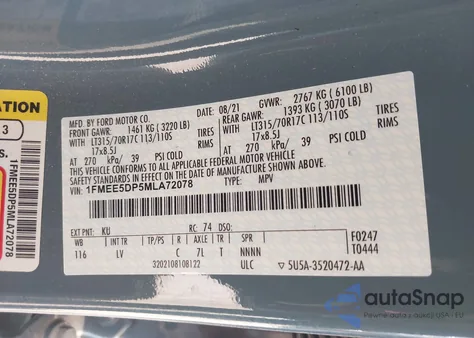 ATION
3
s.
1FMEE5DP5MLA72078
MFD. BY FORD MOTOR CO.
08/21 GVWR: 2767 KG (6100 LB)
FRONT GAWR: 1461 KG (3220 LB) REAR GAWR: 1393 KG (3070 LB)
WITH LT315/70R17C 113/110S TIRES WITH LT315/70R17C 113/110S TIRES
17x8.5J RIMS 17x8.5J RIMS
AT 270 kPa/ 39 PSI COLD AT 270 kPa/ 39 PSI COLD
THIS VEHICLE CONFORMS TO ALL APPLICABLE FEDERAL MOTOR VEHICLE
SAFETY STANDARDS IN EFFECT ON THE DATE OF MANUFACTURE SHOWN ABOVE.
VIN: 1FMEE5DP5MLA72078 TYPE: MPV
EXT PNT: KU RC: 74 DSO:
WB INT TR TP/PS R AXLE TR SPR F0247
116 LV C 7L T NNNN T0444
3202108108122 ULC 5U5A-3520472-AA
autoSnap
Pewne auto z rynku USA / EU